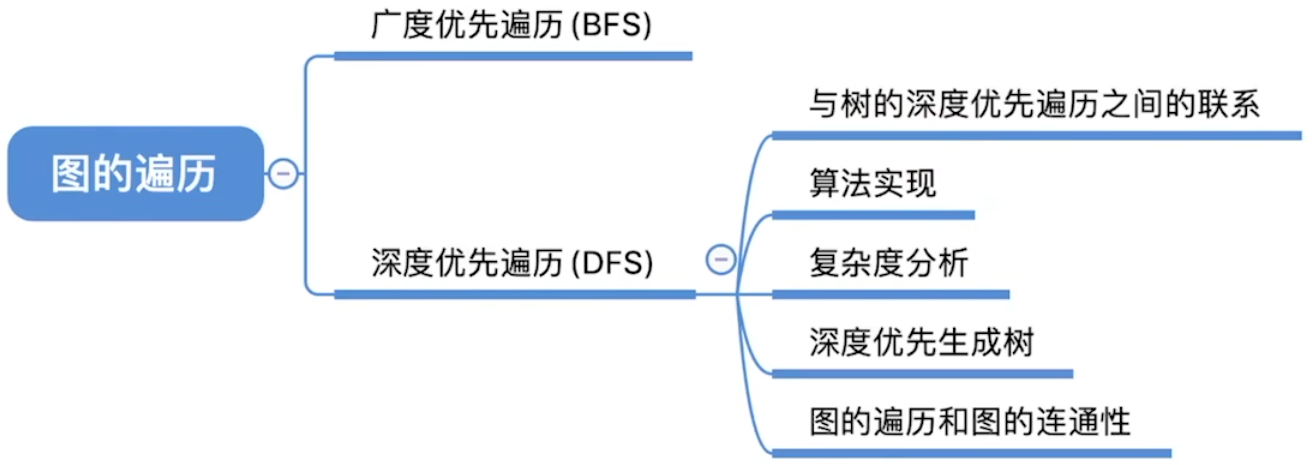 图的遍历
广度优先遍历(BFS)
深度优先遍历(DFS)
与树的深度优先遍历之间的联系
算法实现
复杂度分析
深度优先生成树
图的遍历和图的连通性